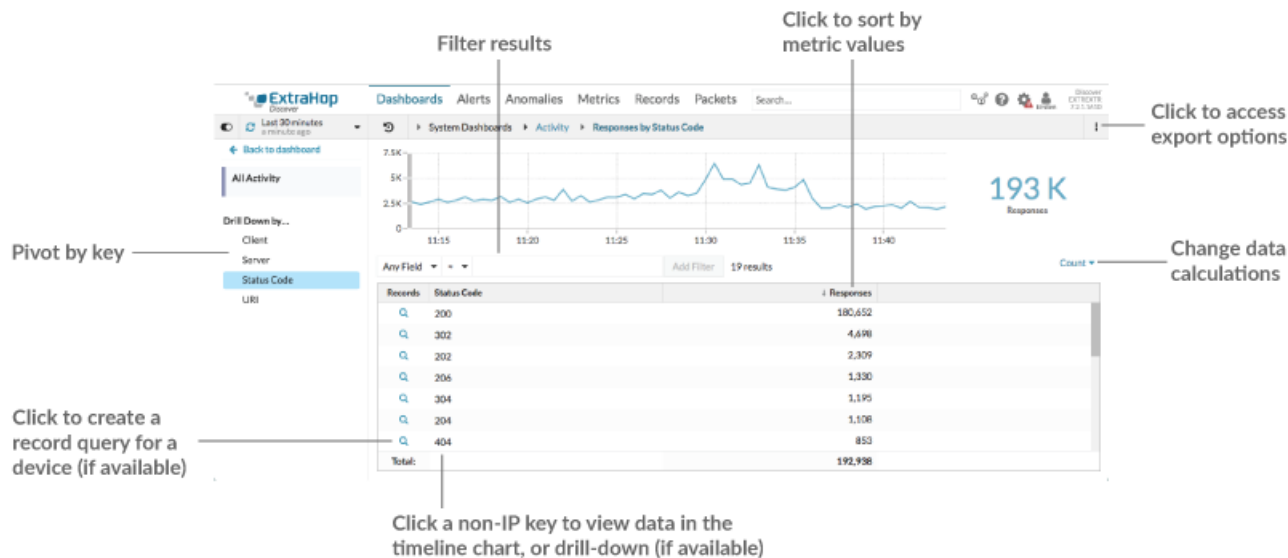 Click to sort by
metric values
Filter results
ExtraHop
Discover
Dashboards Alerts Anomalies Metrics Records Packets Search...
Discover
Click to access
export options
Last 30 minutes
a minute ago
System Dashboards Activity Responses by Status Code
Back to dashboard
All Activity
Drill Down by...
Client
Server
Status Code
URI
Pivot by key
7.5K
5K
2.5K
0
11:15 11:20 11:25 11:30 11:35 11:40
193 K
Responses
Change data
calculations
Any Field = Add Filter 19 results Count
Records Status Code ↓ Responses
200 180,652
302 4,698
202 2,309
206 1,330
304 1,195
204 1,108
404 853
Total: 192,938
Click to create a
record query for a
device (if available)
Click a non-IP key to view data in the
timeline chart, or drill-down (if available)